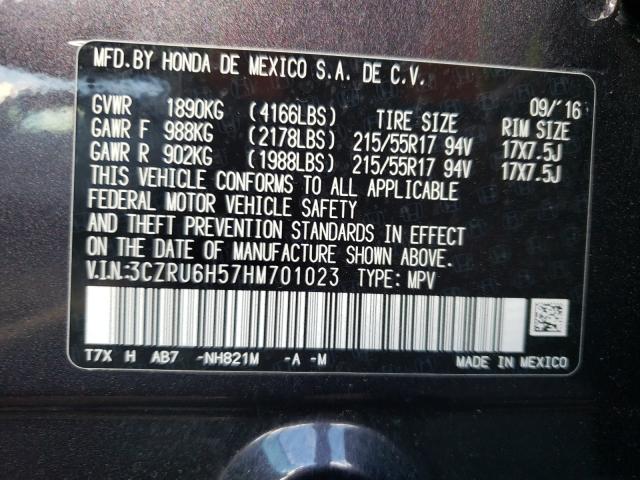 MFD.BY HONDA DE MEXICO S.A. DE C.V.
09/'16
GVWR 1890KG (4166LBS) TIRE SIZE RIM SIZE
GAWR F 988KG (2178LBS) 215/55R17 94V 17X7.5J
GAWR R 902KG (1988LBS) 215/55R17 94V 17X7.5J
THIS VEHICLE CONFORMS TO ALL APPLICABLE
FEDERAL MOTOR VEHICLE SAFETY
AND THEFT PREVENTION STANDARDS IN EFFECT
ON THE DATE OF MANUFACTURE SHOWN ABOVE.
V.I.N.:3CZRU6H57HM701023 TYPE: MPV
T7X H AB7 -NH821M -A -M MADE IN MEXICO